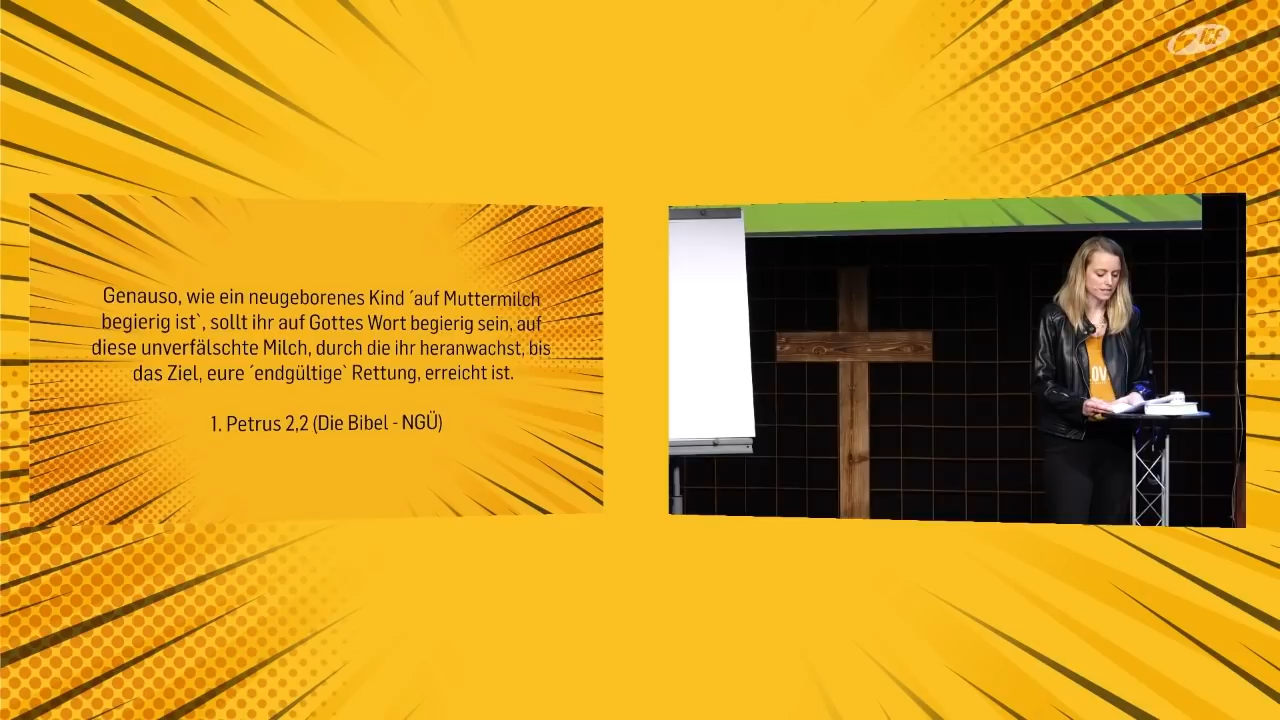 ICF
Genauso, wie ein neugeborenes Kind ´auf Muttermilch
begierig ist`, sollt ihr auf Gottes Wort begierig sein, auf
diese unverfälschte Milch, durch die ihr heranwachst, bis
das Ziel, eure ´endgültige` Rettung, erreicht ist.
1. Petrus 2,2 (Die Bibel - NGÜ)